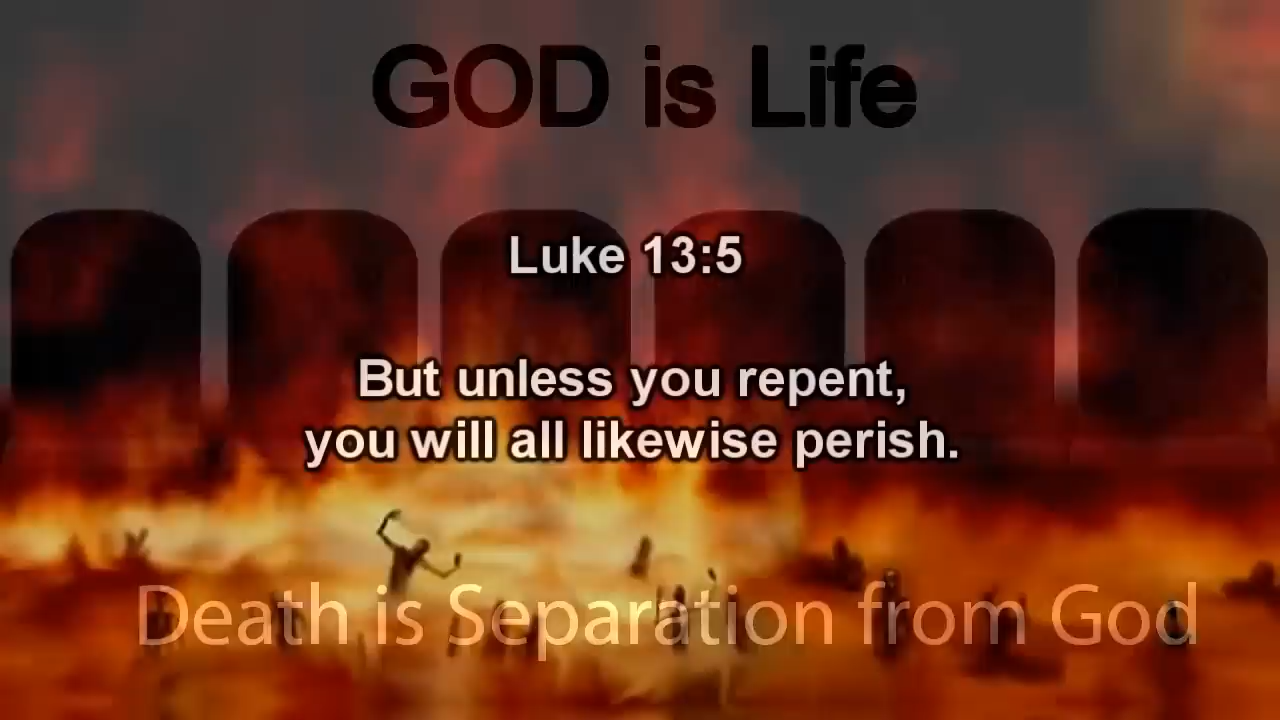 GOD is Life
Luke 13:5
But unless you repent,
you will all likewise perish.
Death is Separation from God